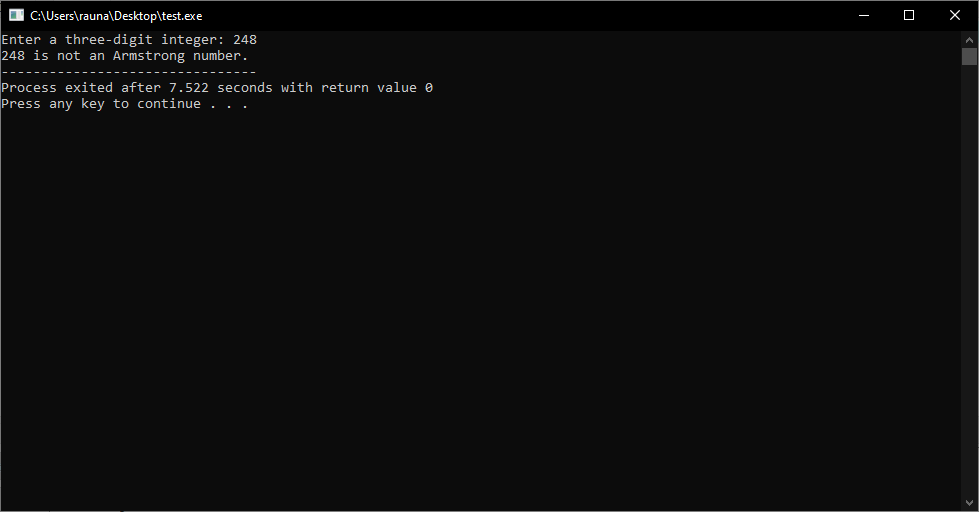 C:\Users\rauna\Desktop\test.exe
Enter a three-digit integer: 248
248 is not an Armstrong number.
--------------------------------
Process exited after 7.522 seconds with return value 0
Press any key to continue . . .